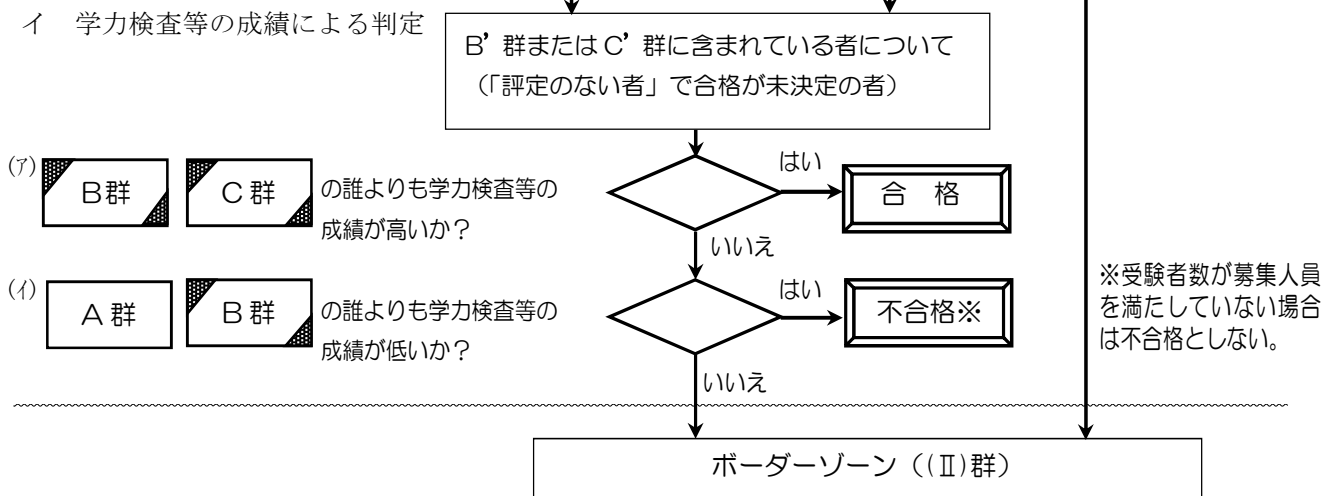 イ 学力検査等の成績による判定
B’群またはC’群に含まれている者について
（「評定のない者」で合格が未決定の者）
(ア) B群 C群 の誰よりも学力検査等の
成績が高いか？
はい
合 格
いいえ
(イ) A群 B群 の誰よりも学力検査等の
成績が低いか？
はい
不合格※
いいえ
※受験者数が募集人員
を満たしていない場合
は不合格としない。
ボーダーゾーン（(Ⅱ)群）